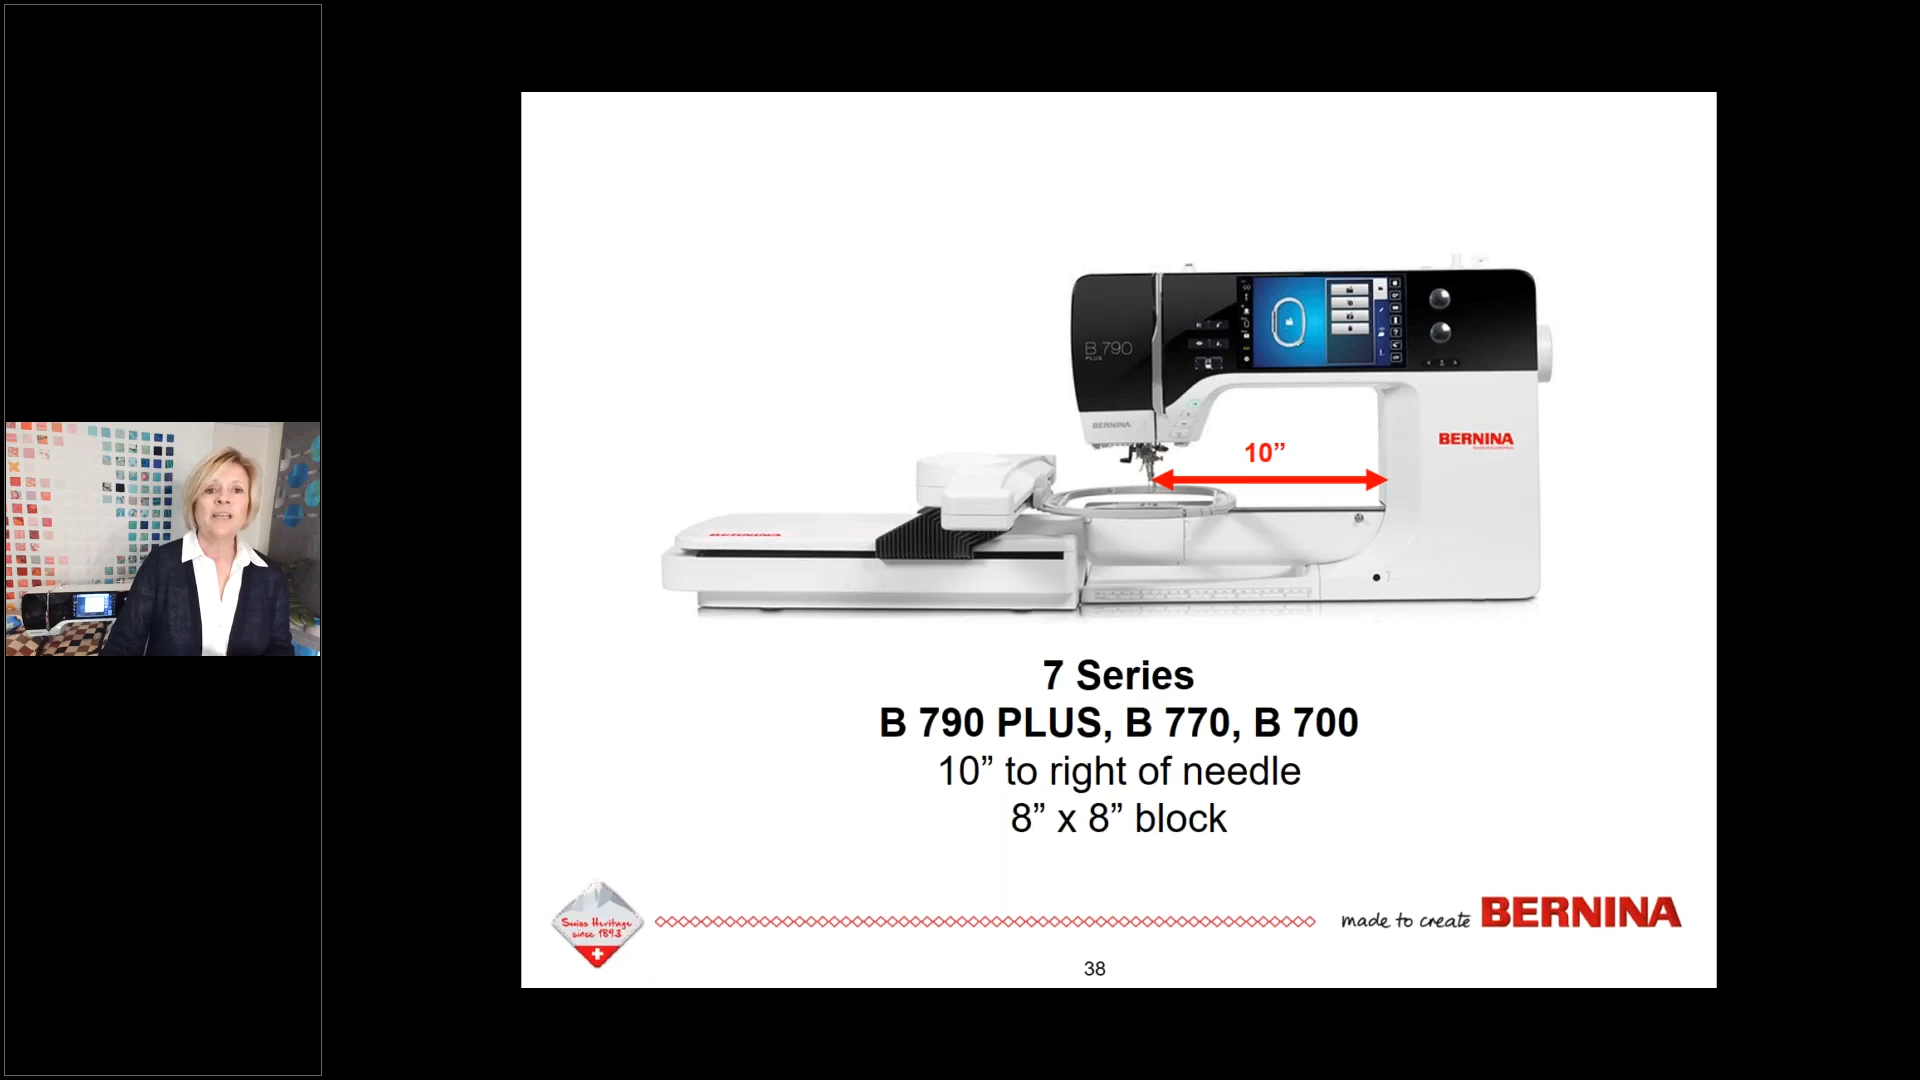 B 790
PLUS
BERNINA
10”
BERNINA
BERNINA
7 Series
B 790 PLUS, B 770, B 700
10” to right of needle
8” x 8” block
Swiss Heritage
since 1893
made to create BERNINA
38